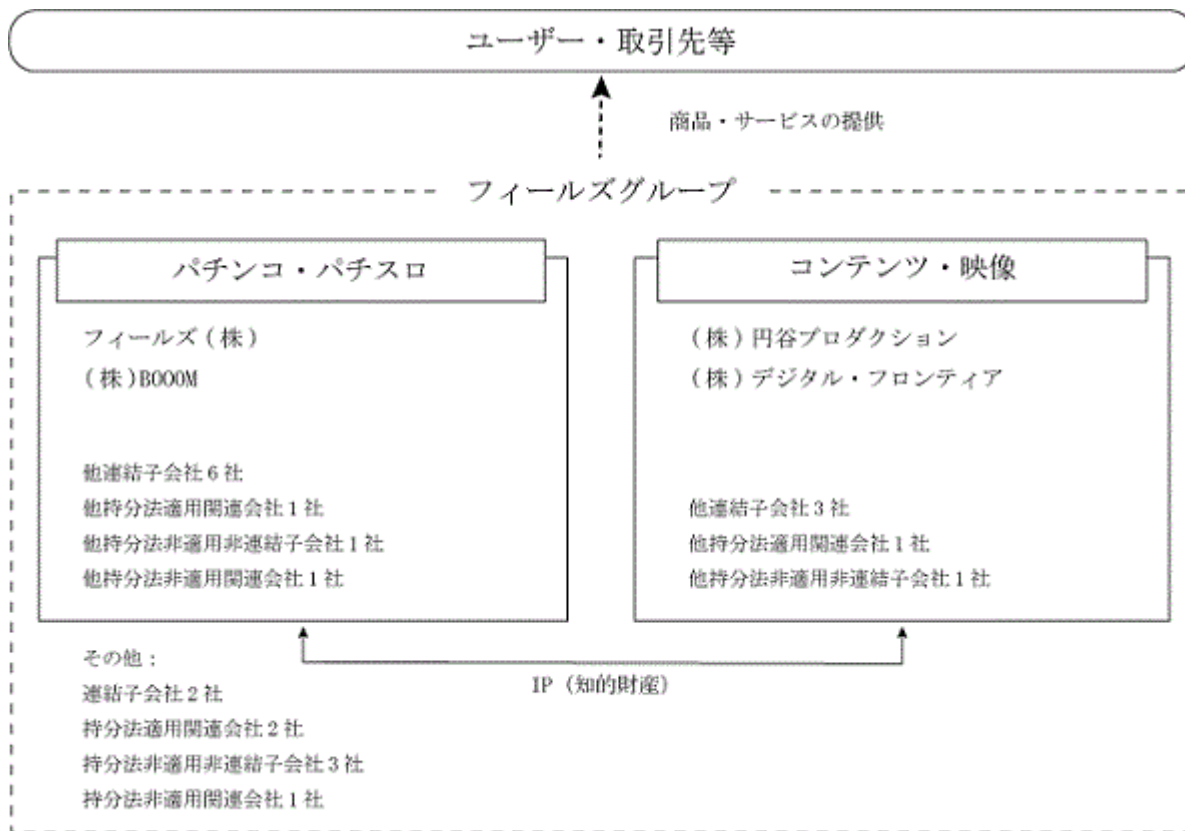 ユーザー・取引先等
商品・サービスの提供
フィールズグループ
パチンコ・パチスロ
フィールズ(株)
(株)BOOOM
他連結子会社6社
他持分法適用関連会社1社
他持分法非適用非連結子会社1社
他持分法非適用関連会社1社
コンテンツ・映像
(株)円谷プロダクション
(株)デジタル・フロンティア
他連結子会社3社
他持分法適用関連会社1社
他持分法非適用非連結子会社1社
IP(知的財産)
その他:
連結子会社2社
持分法適用関連会社2社
持分法非適用非連結子会社3社
持分法非適用関連会社1社